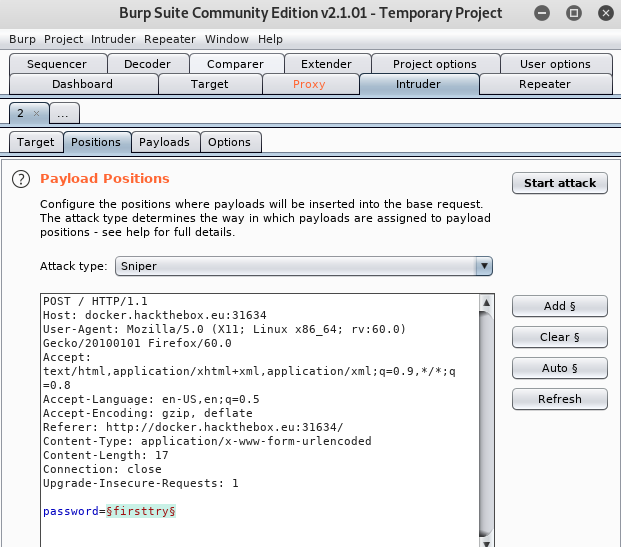 Burp Suite Community Edition v2.1.01 - Temporary Project
Burp Project Intruder Repeater Window Help
Sequencer Decoder Comparer Extender Project options User options
Dashboard Target Proxy Intruder Repeater
2 × ...
Target Positions Payloads Options
? Payload Positions
Start attack
Configure the positions where payloads will be inserted into the base request.
The attack type determines the way in which payloads are assigned to payload
positions - see help for full details.
Attack type: Sniper
POST / HTTP/1.1
Host: docker.hackthebox.eu:31634
User-Agent: Mozilla/5.0 (X11; Linux x86_64; rv:60.0)
Gecko/20100101 Firefox/60.0
Accept:
text/html,application/xhtml+xml,application/xml;q=0.9,*/*;q
=0.8
Accept-Language: en-US,en;q=0.5
Accept-Encoding: gzip, deflate
Referer: http://docker.hackthebox.eu:31634/
Content-Type: application/x-www-form-urlencoded
Content-Length: 17
Connection: close
Upgrade-Insecure-Requests: 1
password=§firsttry§
Add §
Clear §
Auto §
Refresh